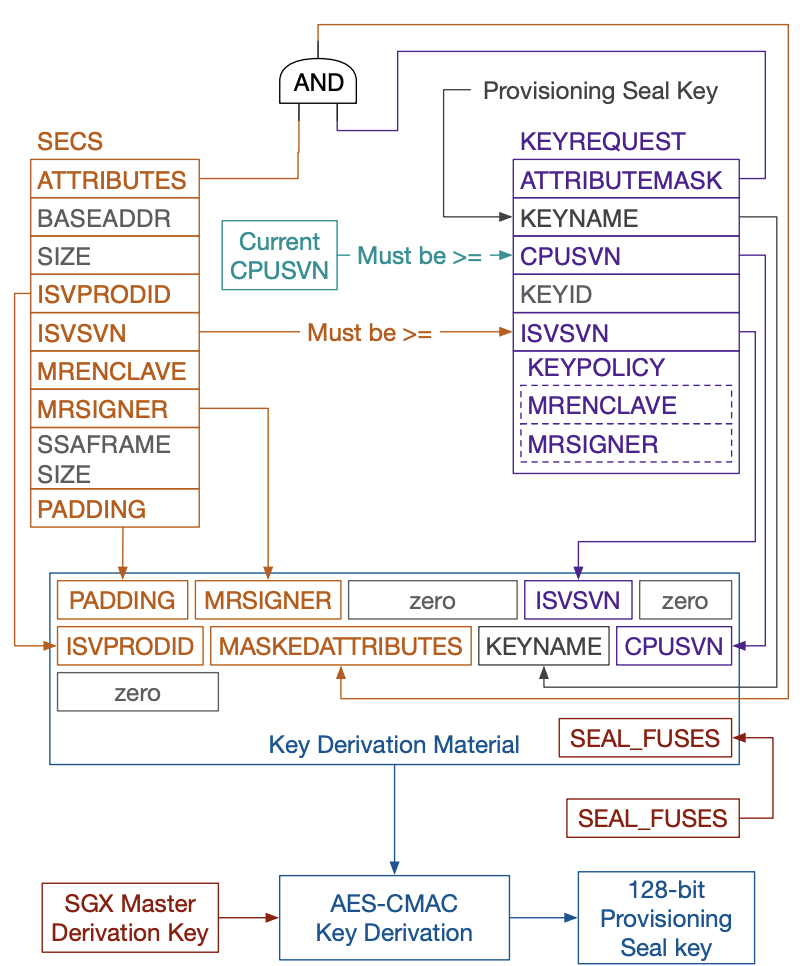 AND
Provisioning Seal Key
SECS
ATTRIBUTES
BASEADDR
SIZE
ISVPRODID
ISVSVN
MRENCLAVE
MRSIGNER
SSAFRAME
SIZE
PADDING
Current
CPUSVN
Must be >=
Must be >=
KEYREQUEST
ATTRIBUTEMASK
KEYNAME
CPUSVN
KEYID
ISVSVN
KEYPOLICY
MRENCLAVE
MRSIGNER
PADDING MRSIGNER zero ISVSVN zero
ISVPRODID MASKEDATTRIBUTES KEYNAME CPUSVN
zero
Key Derivation Material
SEAL_FUSES
SEAL_FUSES
SGX Master
Derivation Key
AES-CMAC
Key Derivation
128-bit
Provisioning
Seal key